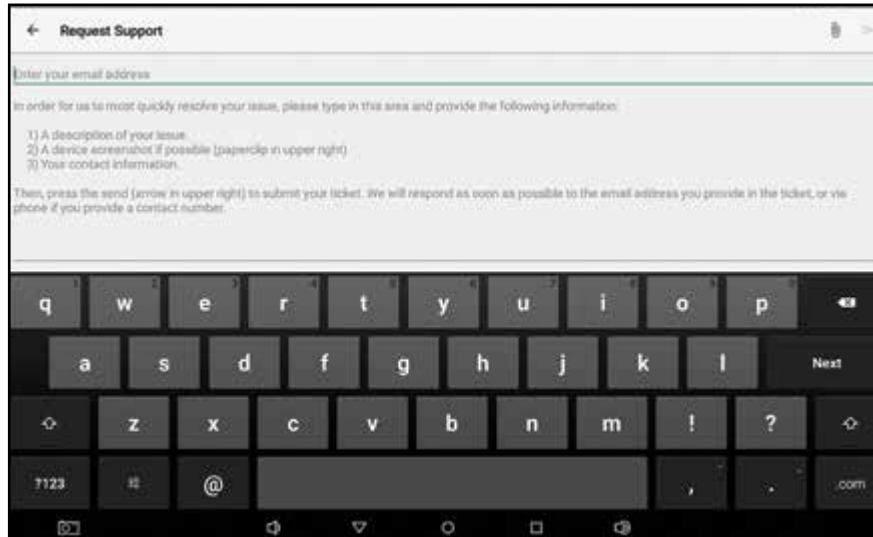 Request Support
Enter your email address
In order for us to most quickly resolve your issue, please type in this area and provide the following information:
1) A description of your issue.
2) A device screenshot if possible (paperclip in upper right)
3) Your contact information.
Then, press the send (arrow in upper right) to submit your ticket. We will respond as soon as possible to the email address you provide in the ticket, or via
phone if you provide a contact number.
q w e r t y u i o p
a s d f g h j k l Next
z x c v b n m ! ?
?123 @ , . .com